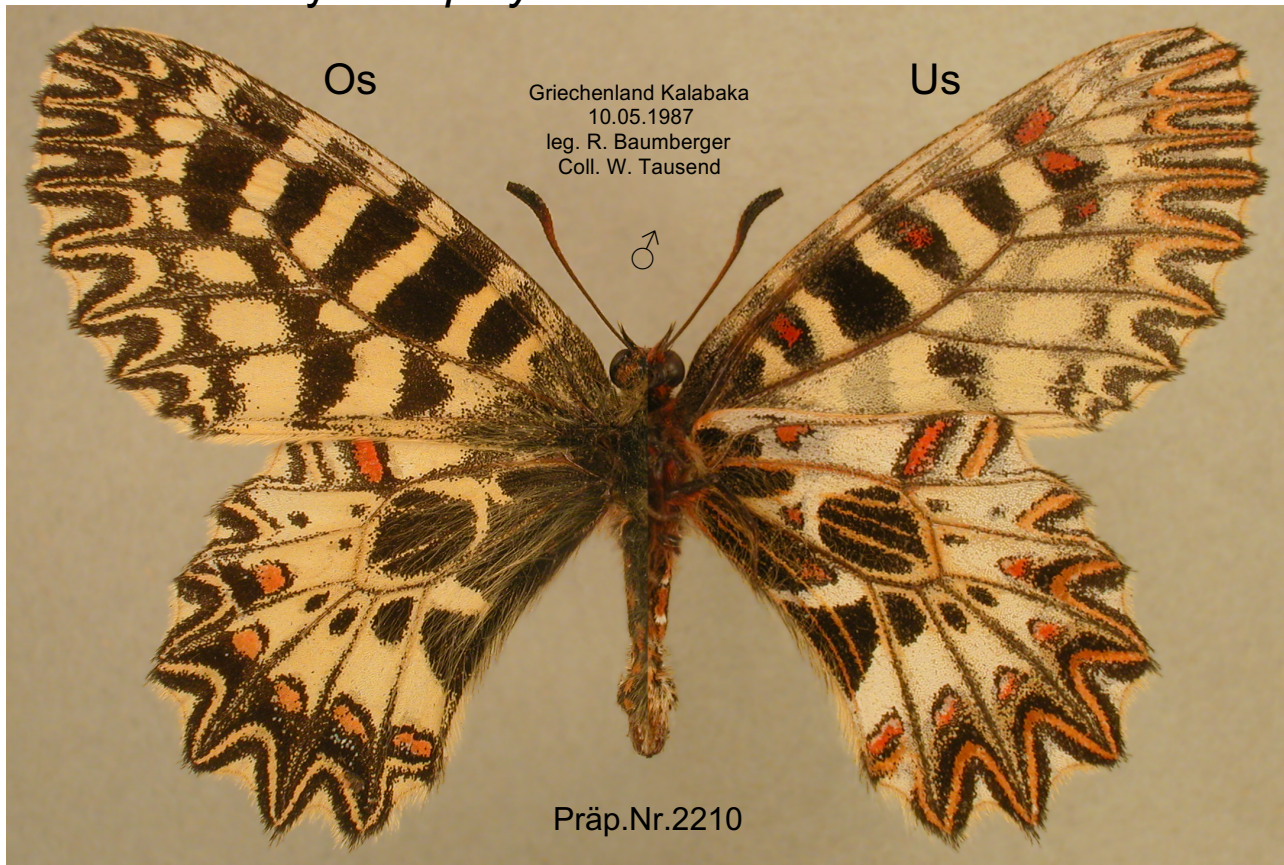 Os
Us
Griechenland Kalabaka
10.05.1987
leg. R. Baumberger
Coll. W. Tausend
♂
Präp.Nr.2210